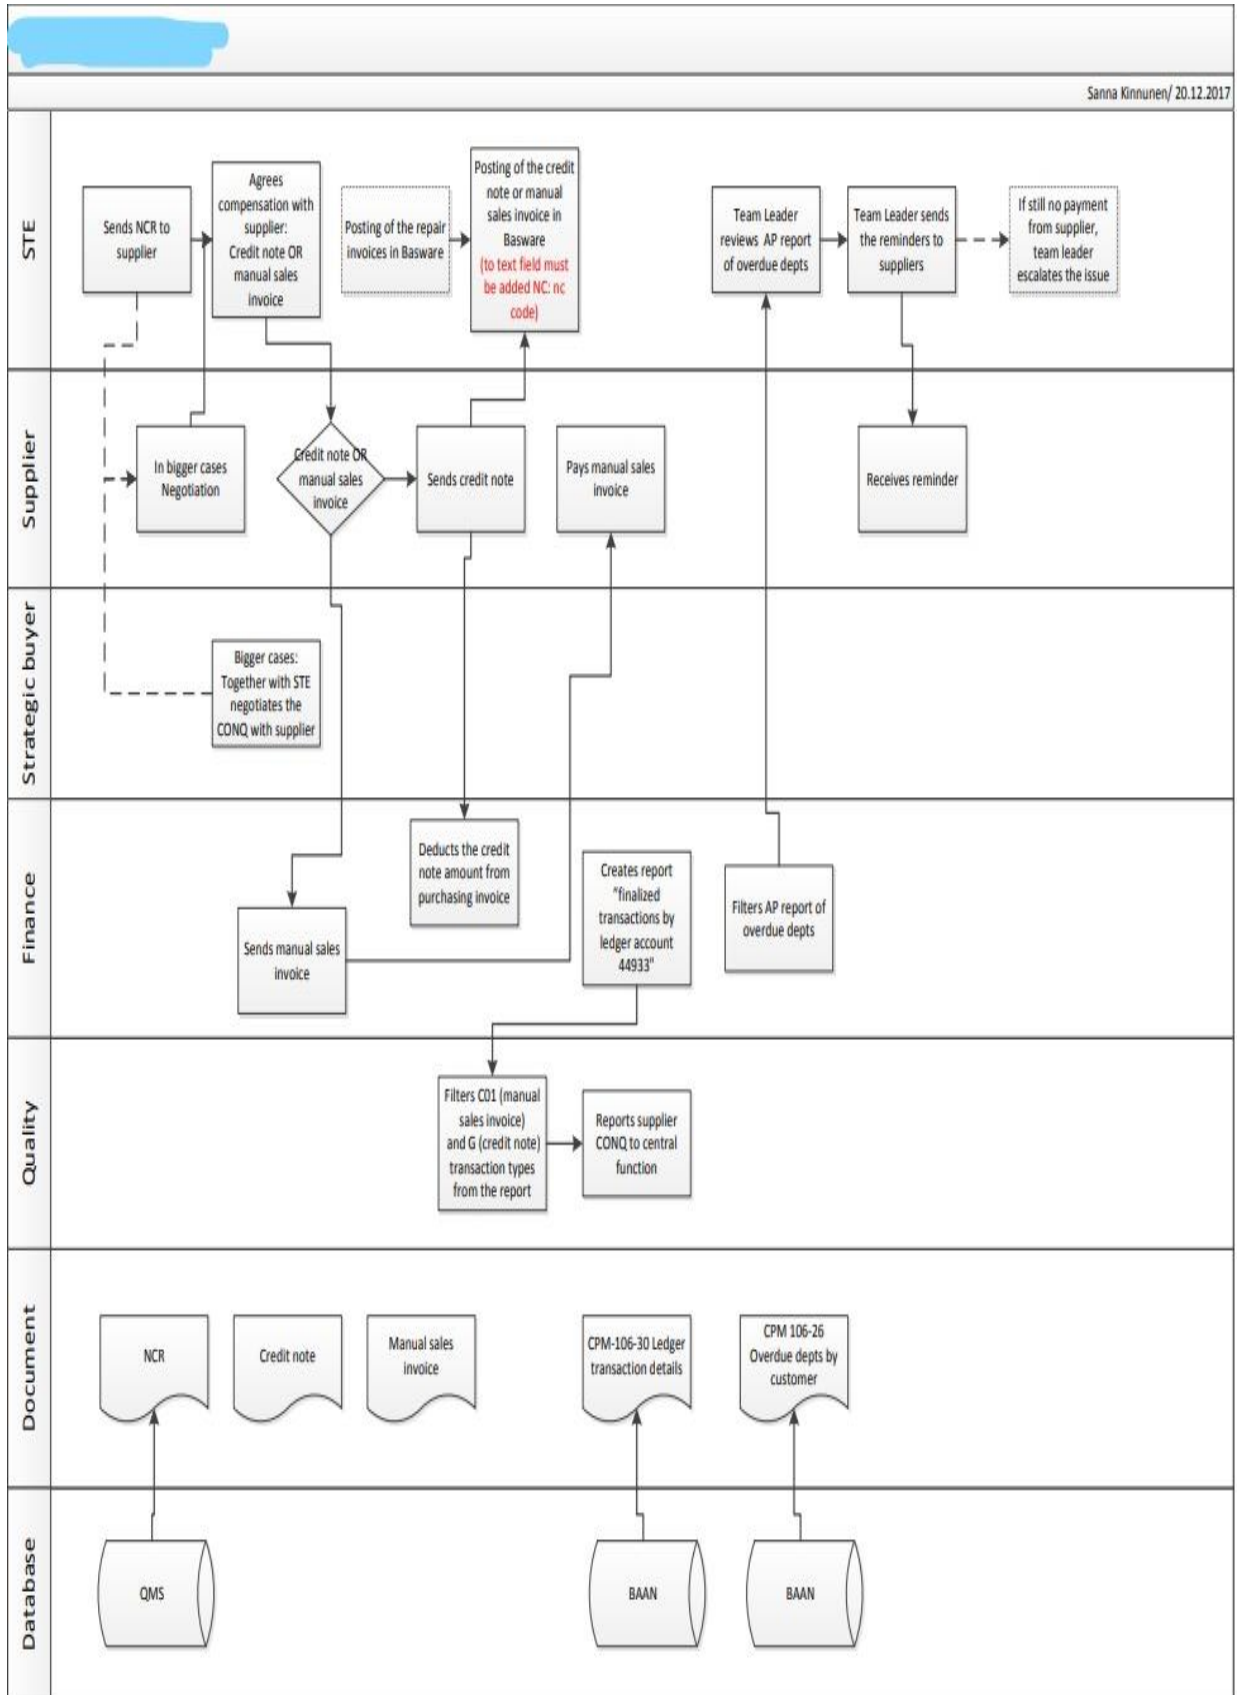 Sanna Kinnunen/ 20.12.2017
STE
Sends NCR to
supplier
Agrees
compensation with
supplier:
Credit note OR
manual sales
invoice
Posting of the repair
invoices in Basware
Posting of the credit
note or manual
sales invoice in
Basware
(to text field must
be added NC: nc
code)
Team Leader
reviews AP report
of overdue depts
Team Leader sends
the reminders to
suppliers
If still no payment
from supplier,
team leader
escalates the issue
Supplier
In bigger cases
Negotiation
Credit note OR
manual sales
invoice
Sends credit note
Pays manual sales
invoice
Receives reminder
Strategic buyer
Bigger cases:
Together with STE
negotiates the
CONQ with supplier
Finance
Sends manual sales
invoice
Deducts the credit
note amount from
purchasing invoice
Creates report
"finalized
transactions by
ledger account
44933"
Filters AP report of
overdue depts
Quality
Filters C01 (manual
sales invoice)
and G (credit note)
transaction types
from the report
Reports supplier
CONQ to central
function
Document
NCR
Credit note
Manual sales
invoice
CPM-106-30 Ledger
transaction details
CPM 106-26
Overdue depts by
customer
Database
QMS
BAAN
BAAN